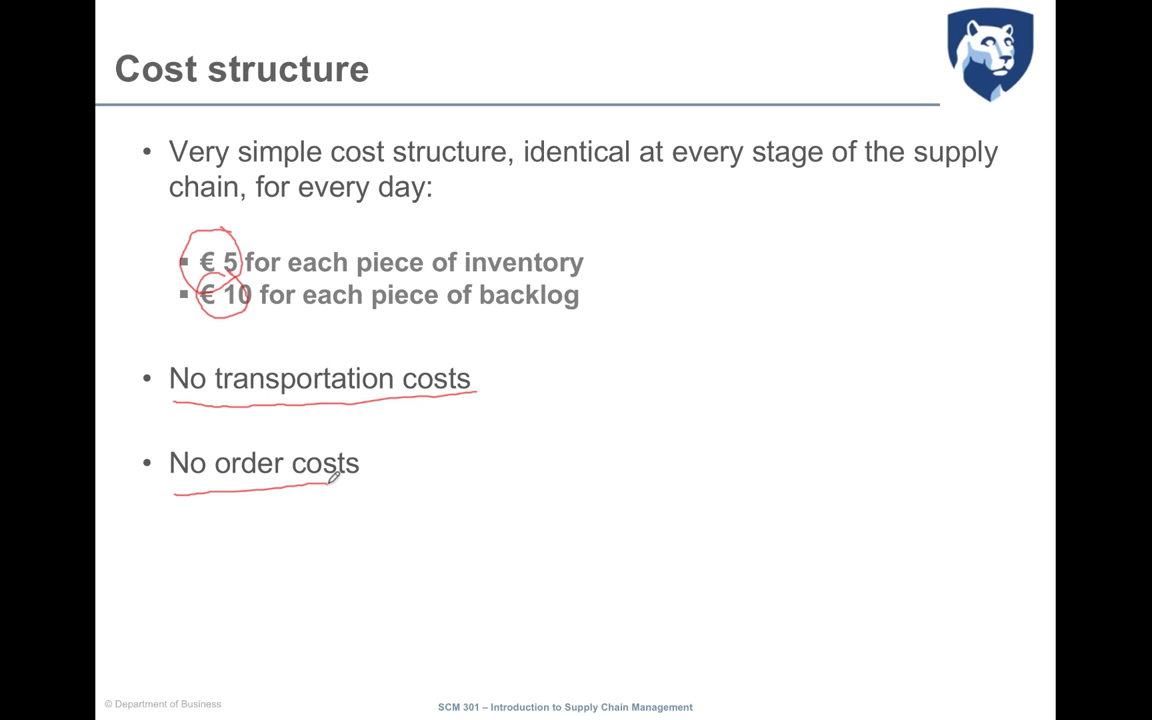 Cost structure
• Very simple cost structure, identical at every stage of the supply
chain, for every day:
▪ € 5 for each piece of inventory
▪ € 10 for each piece of backlog
• No transportation costs
• No order costs
© Department of Business
SCM 301 – Introduction to Supply Chain Management